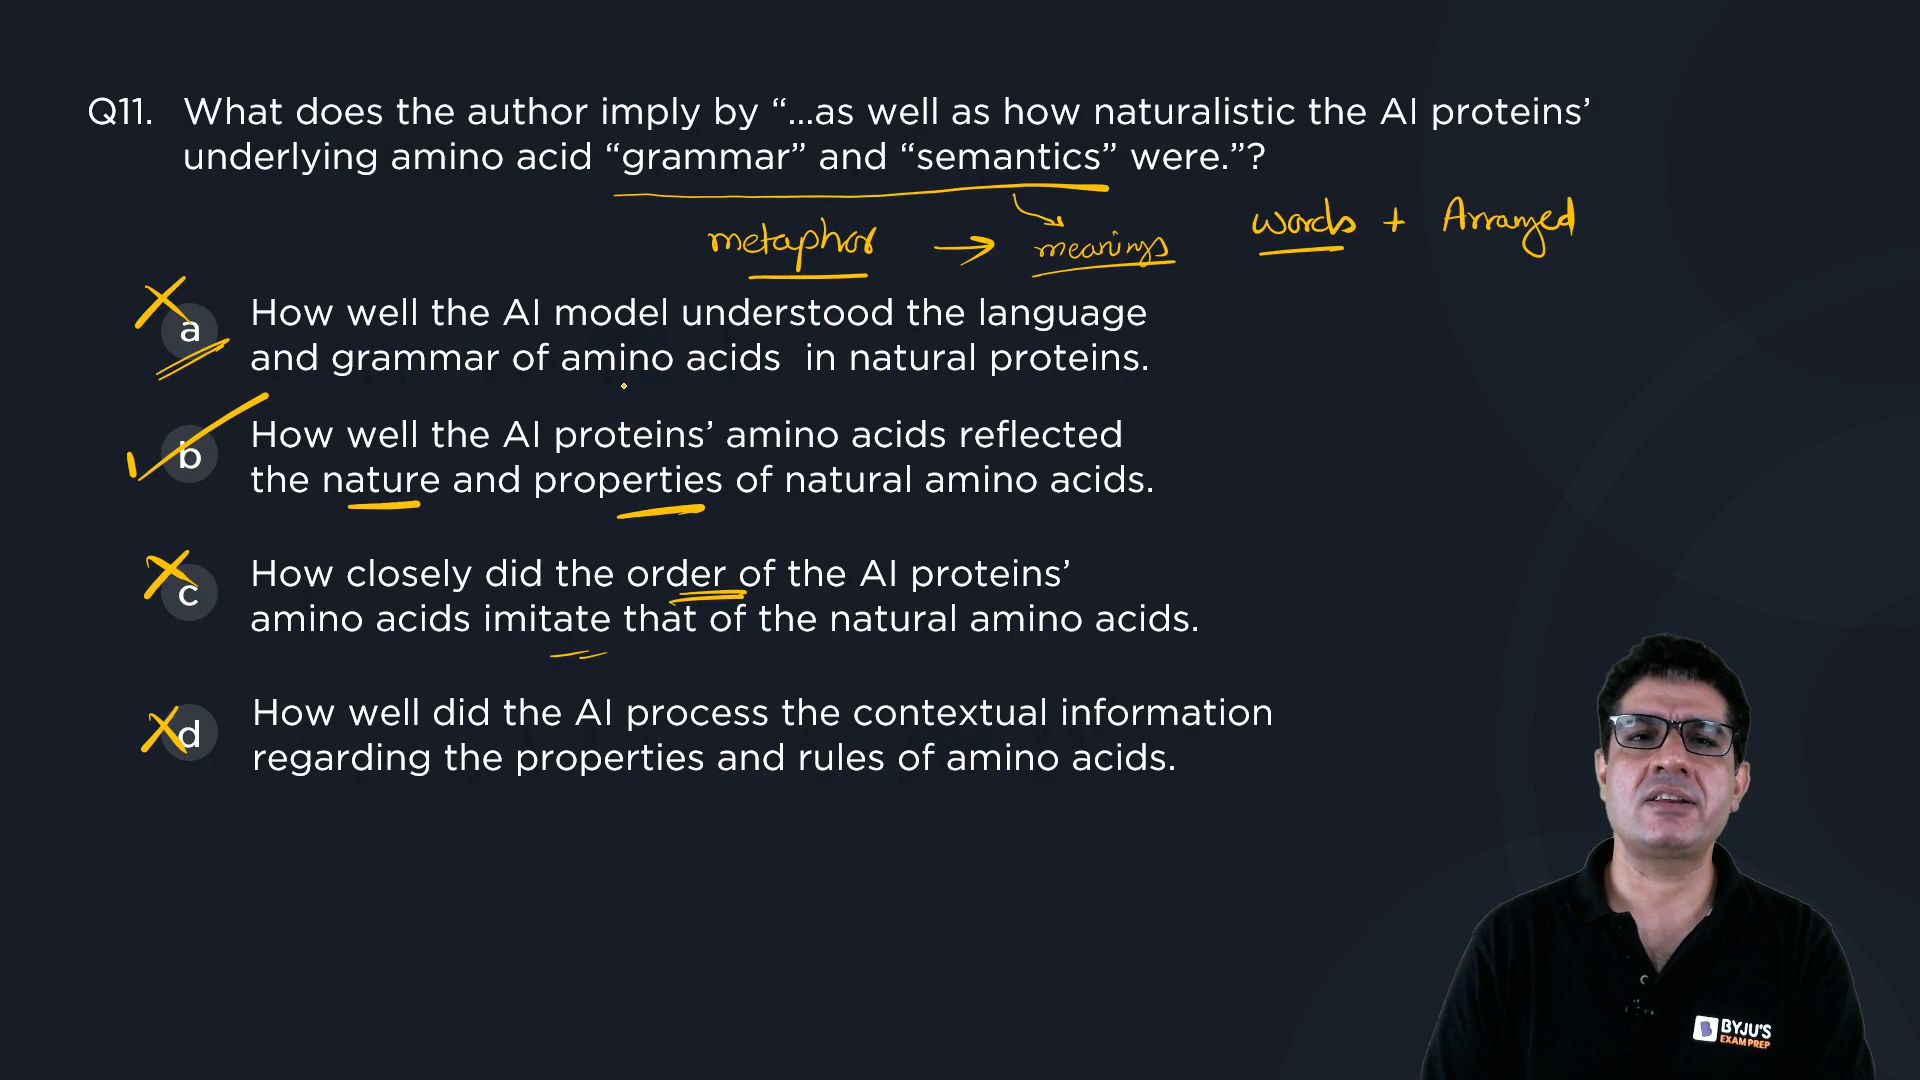 Q11. What does the author imply by “...as well as how naturalistic the AI proteins’
underlying amino acid “grammar” and “semantics” were.”?
metaphor → meanings words + Arranged
a How well the AI model understood the language
and grammar of amino acids in natural proteins.
b How well the AI proteins’ amino acids reflected
the nature and properties of natural amino acids.
c How closely did the order of the AI proteins’
amino acids imitate that of the natural amino acids.
d How well did the AI process the contextual information
regarding the properties and rules of amino acids.
BYJU'S
EXAM PREP